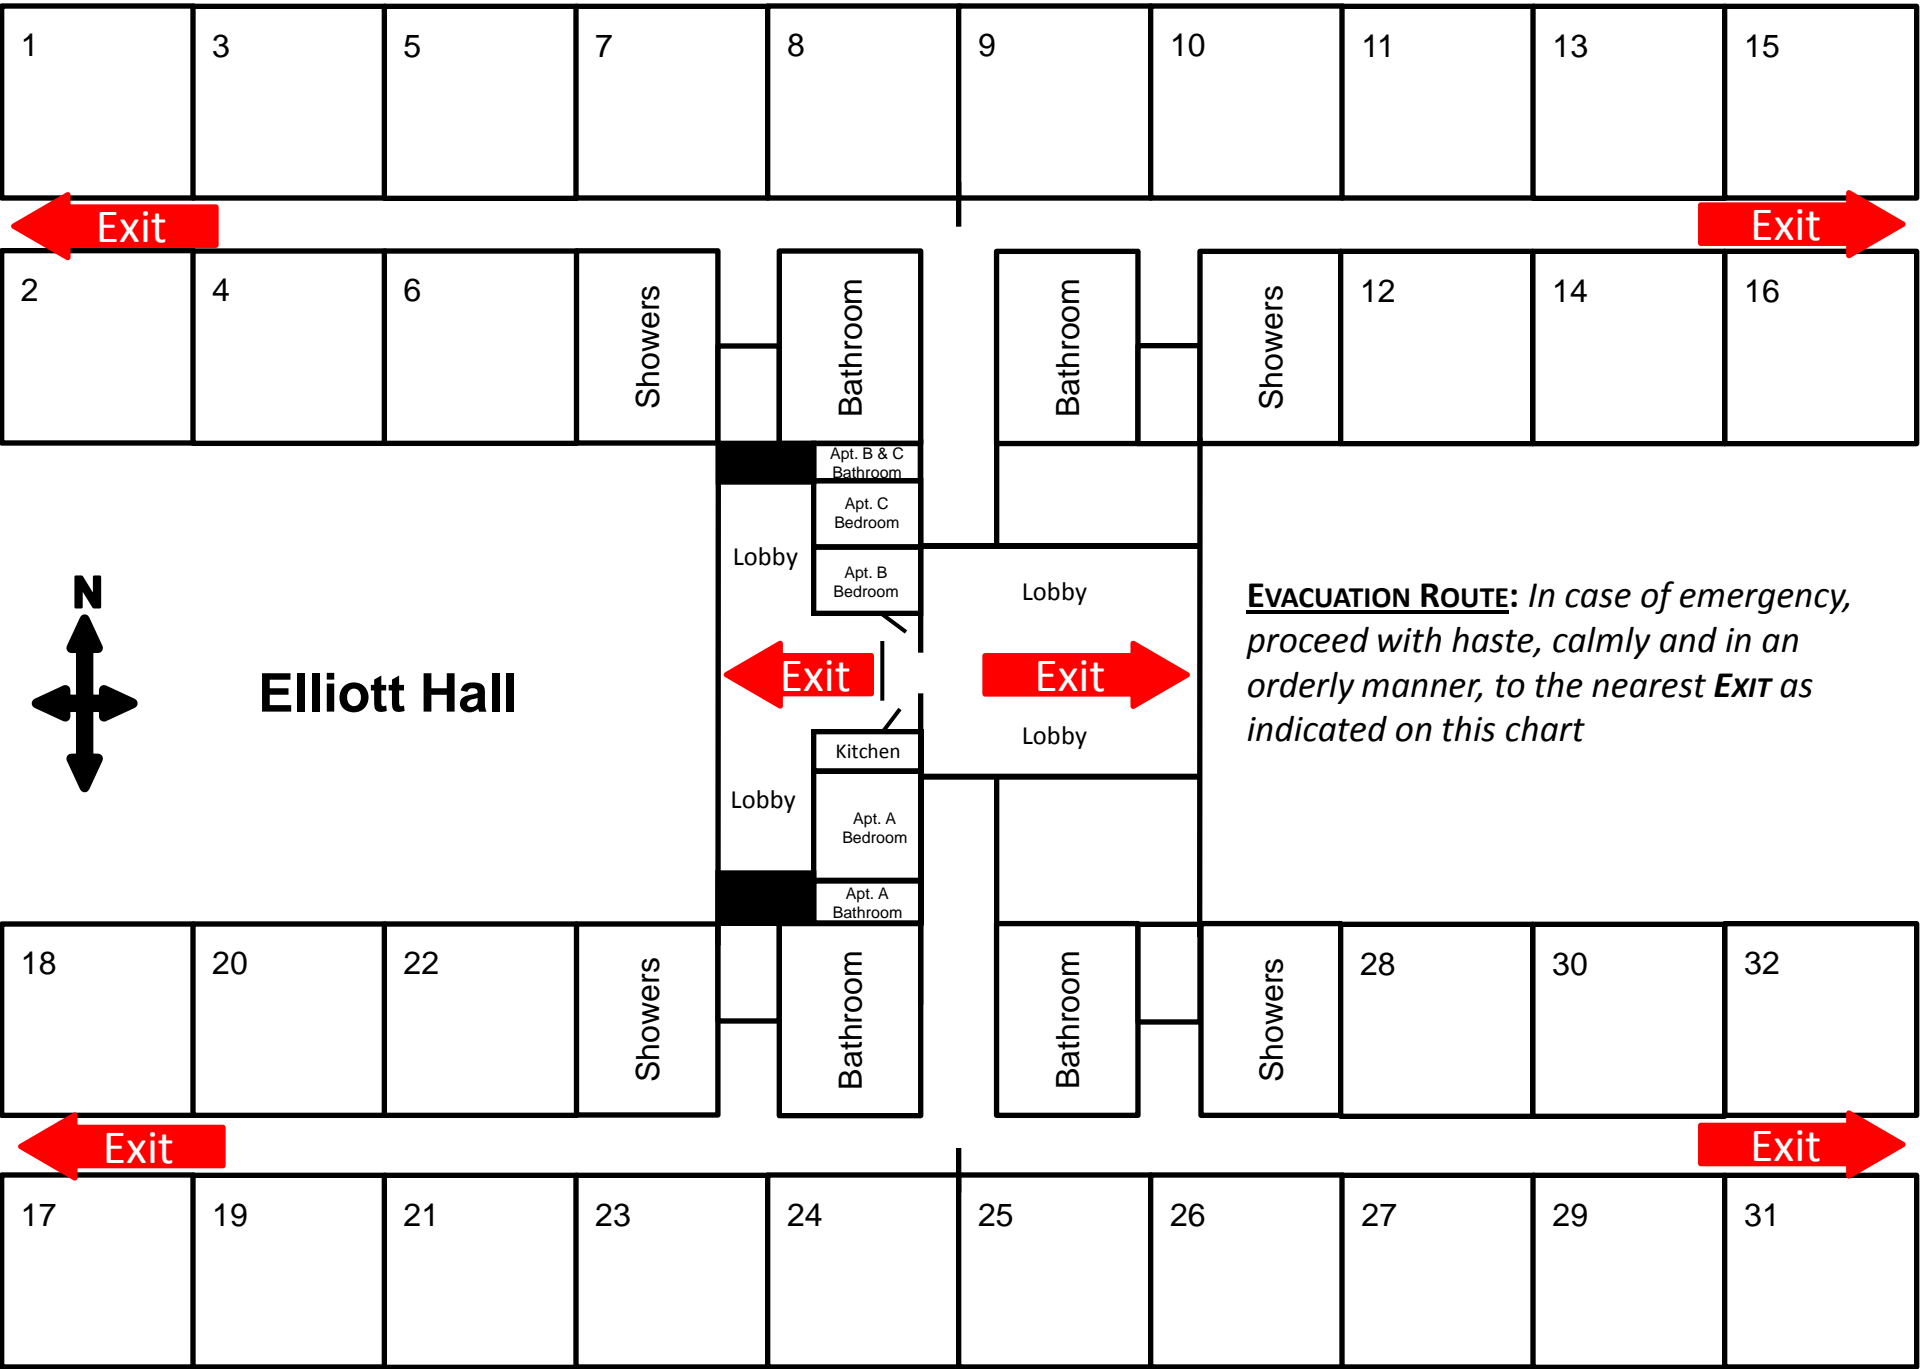 1
3
5
7
8
9
10
11
13
15
Exit
Exit
2
4
6
Showers
Bathroom
Bathroom
Showers
12
14
16
Apt. B & C
Bathroom
Apt. C
Bedroom
Lobby
Apt. B
Bedroom
Lobby
N
Elliott Hall
Exit
Exit
EVACUATION ROUTE: In case of emergency,
proceed with haste, calmly and in an
orderly manner, to the nearest EXIT as
indicated on this chart
Lobby
Kitchen
Lobby
Apt. A
Bedroom
Apt. A
Bathroom
18
20
22
Showers
Bathroom
Bathroom
Showers
28
30
32
Exit
Exit
17
19
21
23
24
25
26
27
29
31